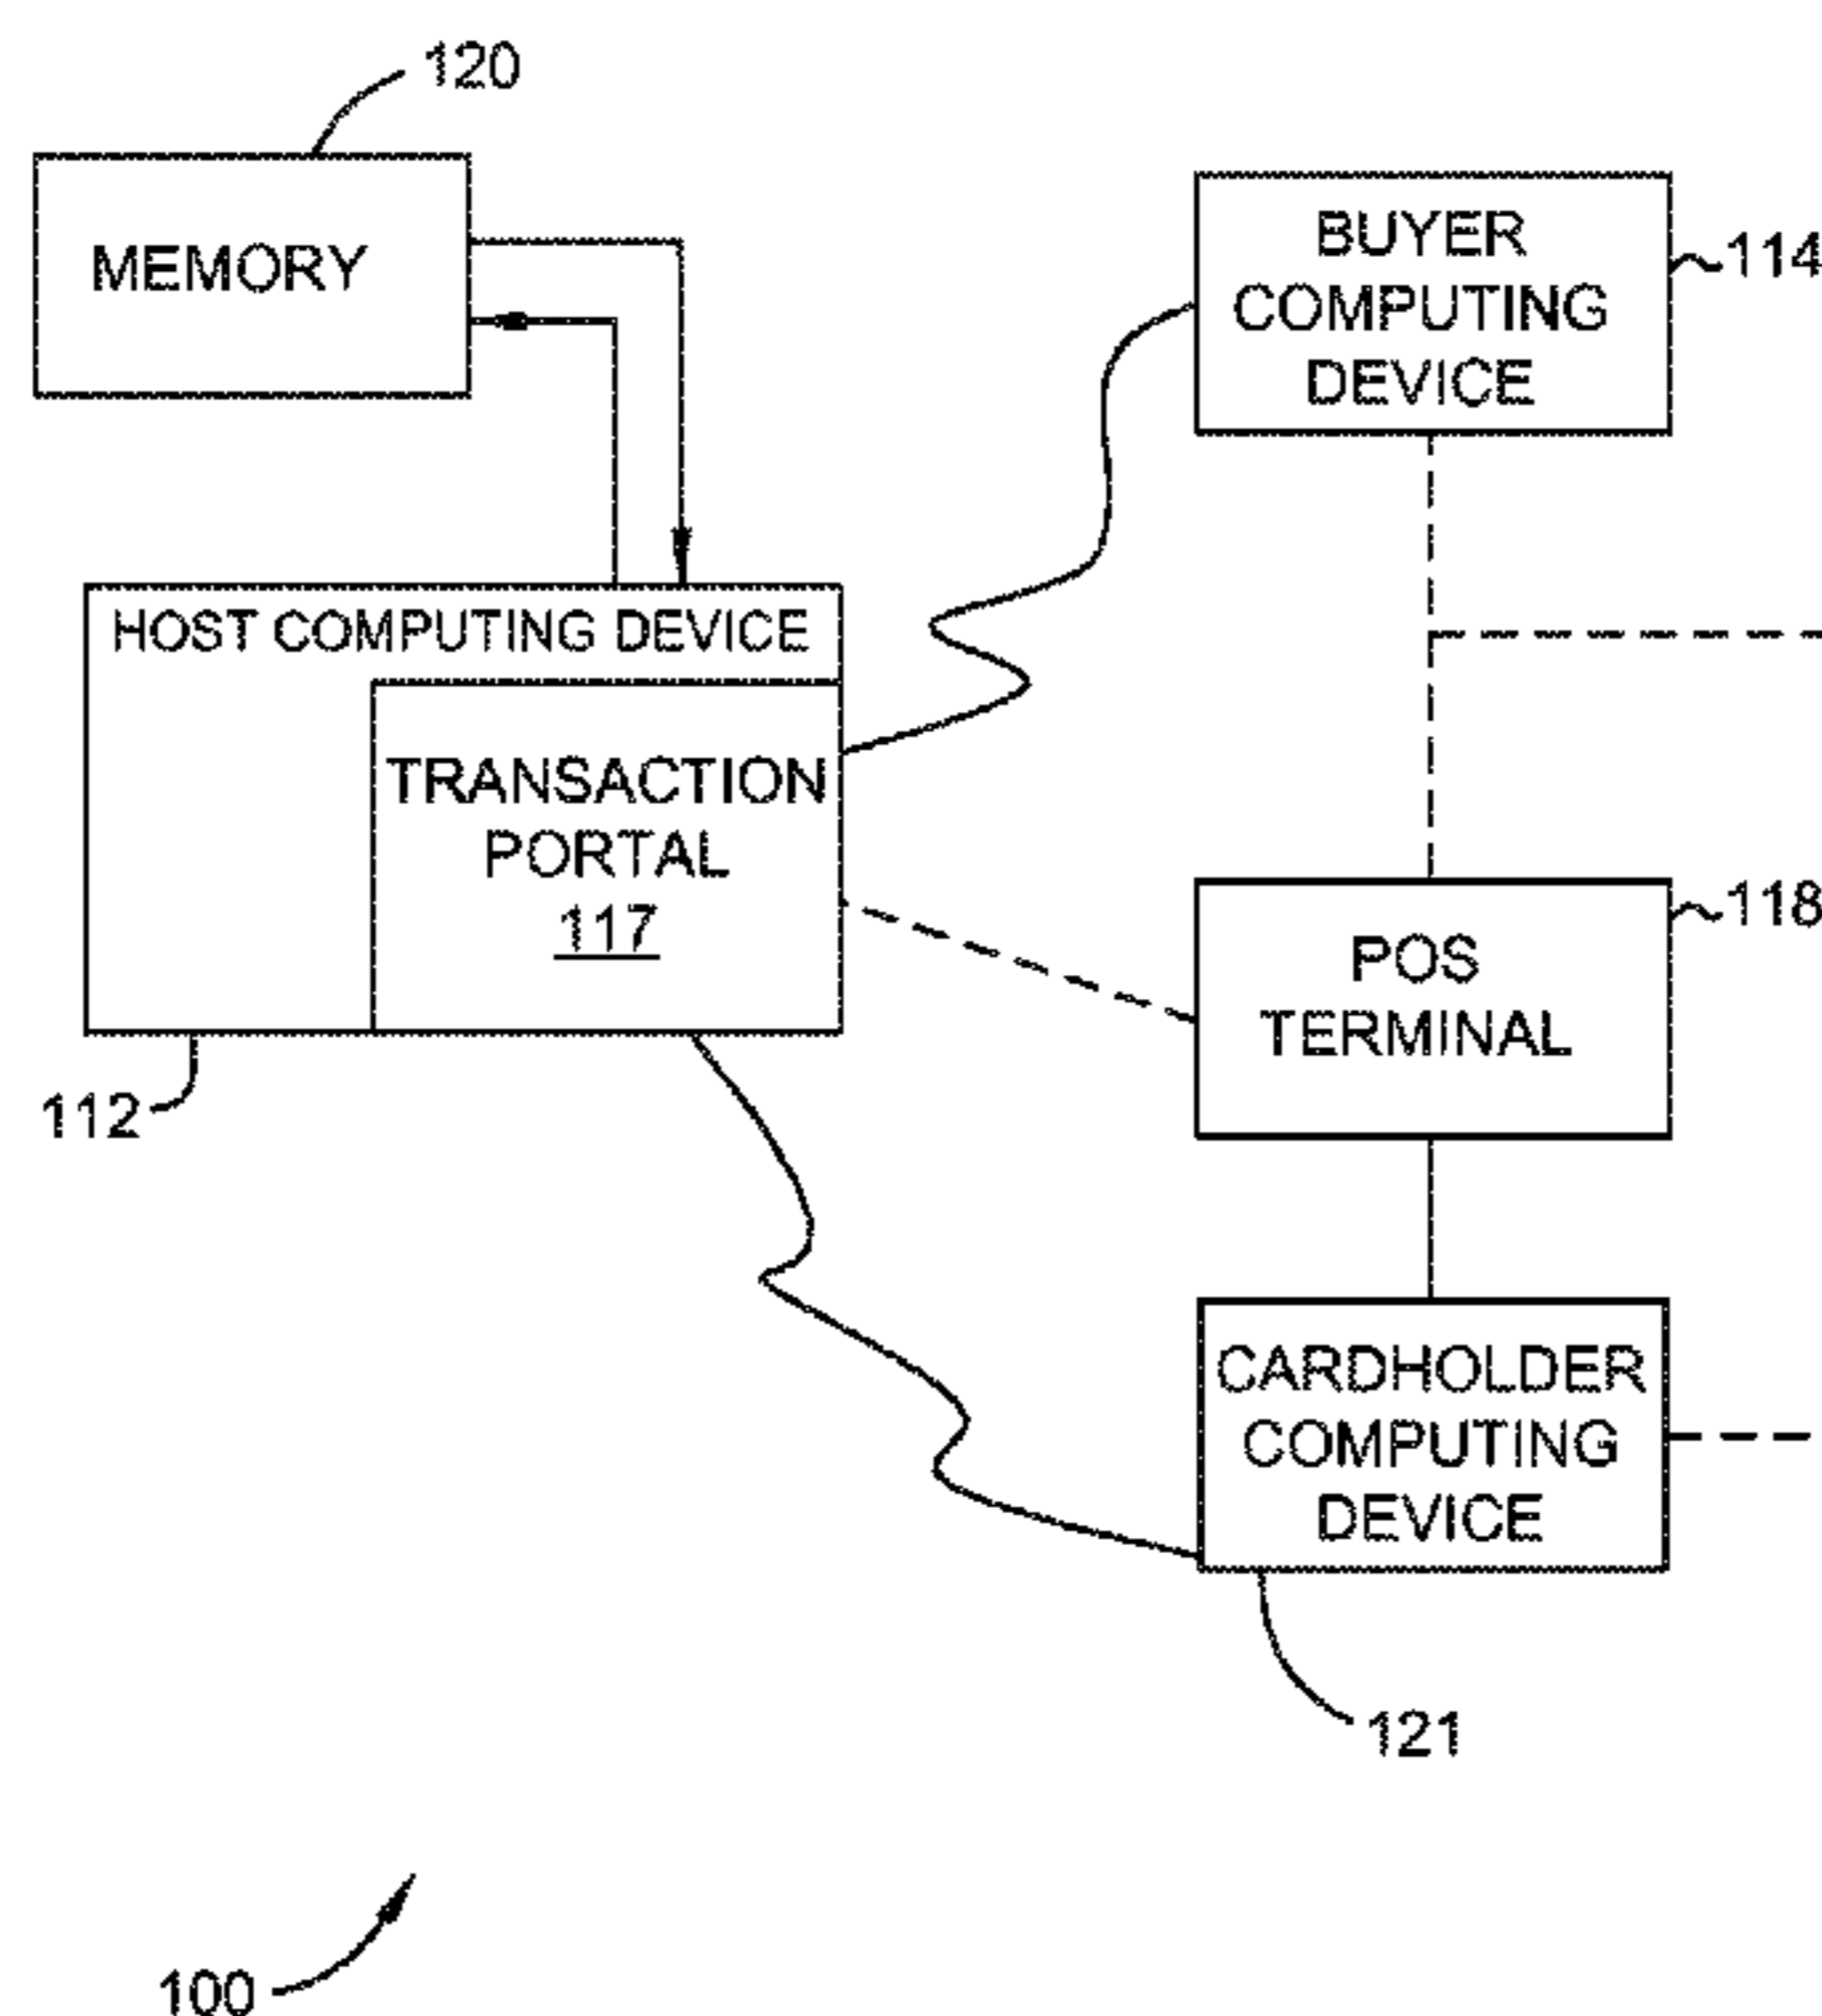 120
MEMORY
BUYER
COMPUTING
DEVICE
114
HOST COMPUTING DEVICE
TRANSACTION
PORTAL
117
112
POS
TERMINAL
118
CARDHOLDER
COMPUTING
DEVICE
121
100